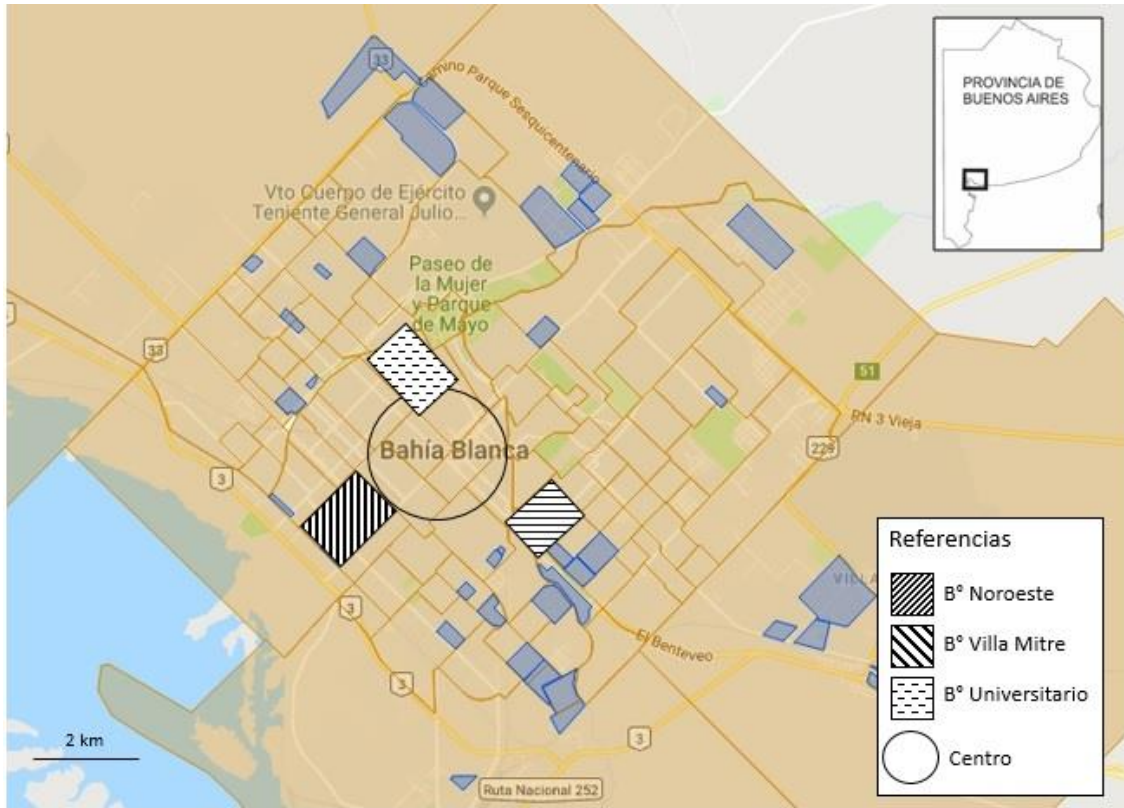 33
Camino Parque Sesquicentenario
PROVINCIA DE
BUENOS AIRES
Vto Cuerpo de Ejército
Teniente General Julio...
Paseo de
la Mujer
y Parque
de Mayo
33
51
RN 3 Vieja
Bahía Blanca
229
3
Referencias
B° Noroeste
B° Villa Mitre
B° Universitario
Centro
VILLA
3
El Benteveo
3
3
2 km
Ruta Nacional 252